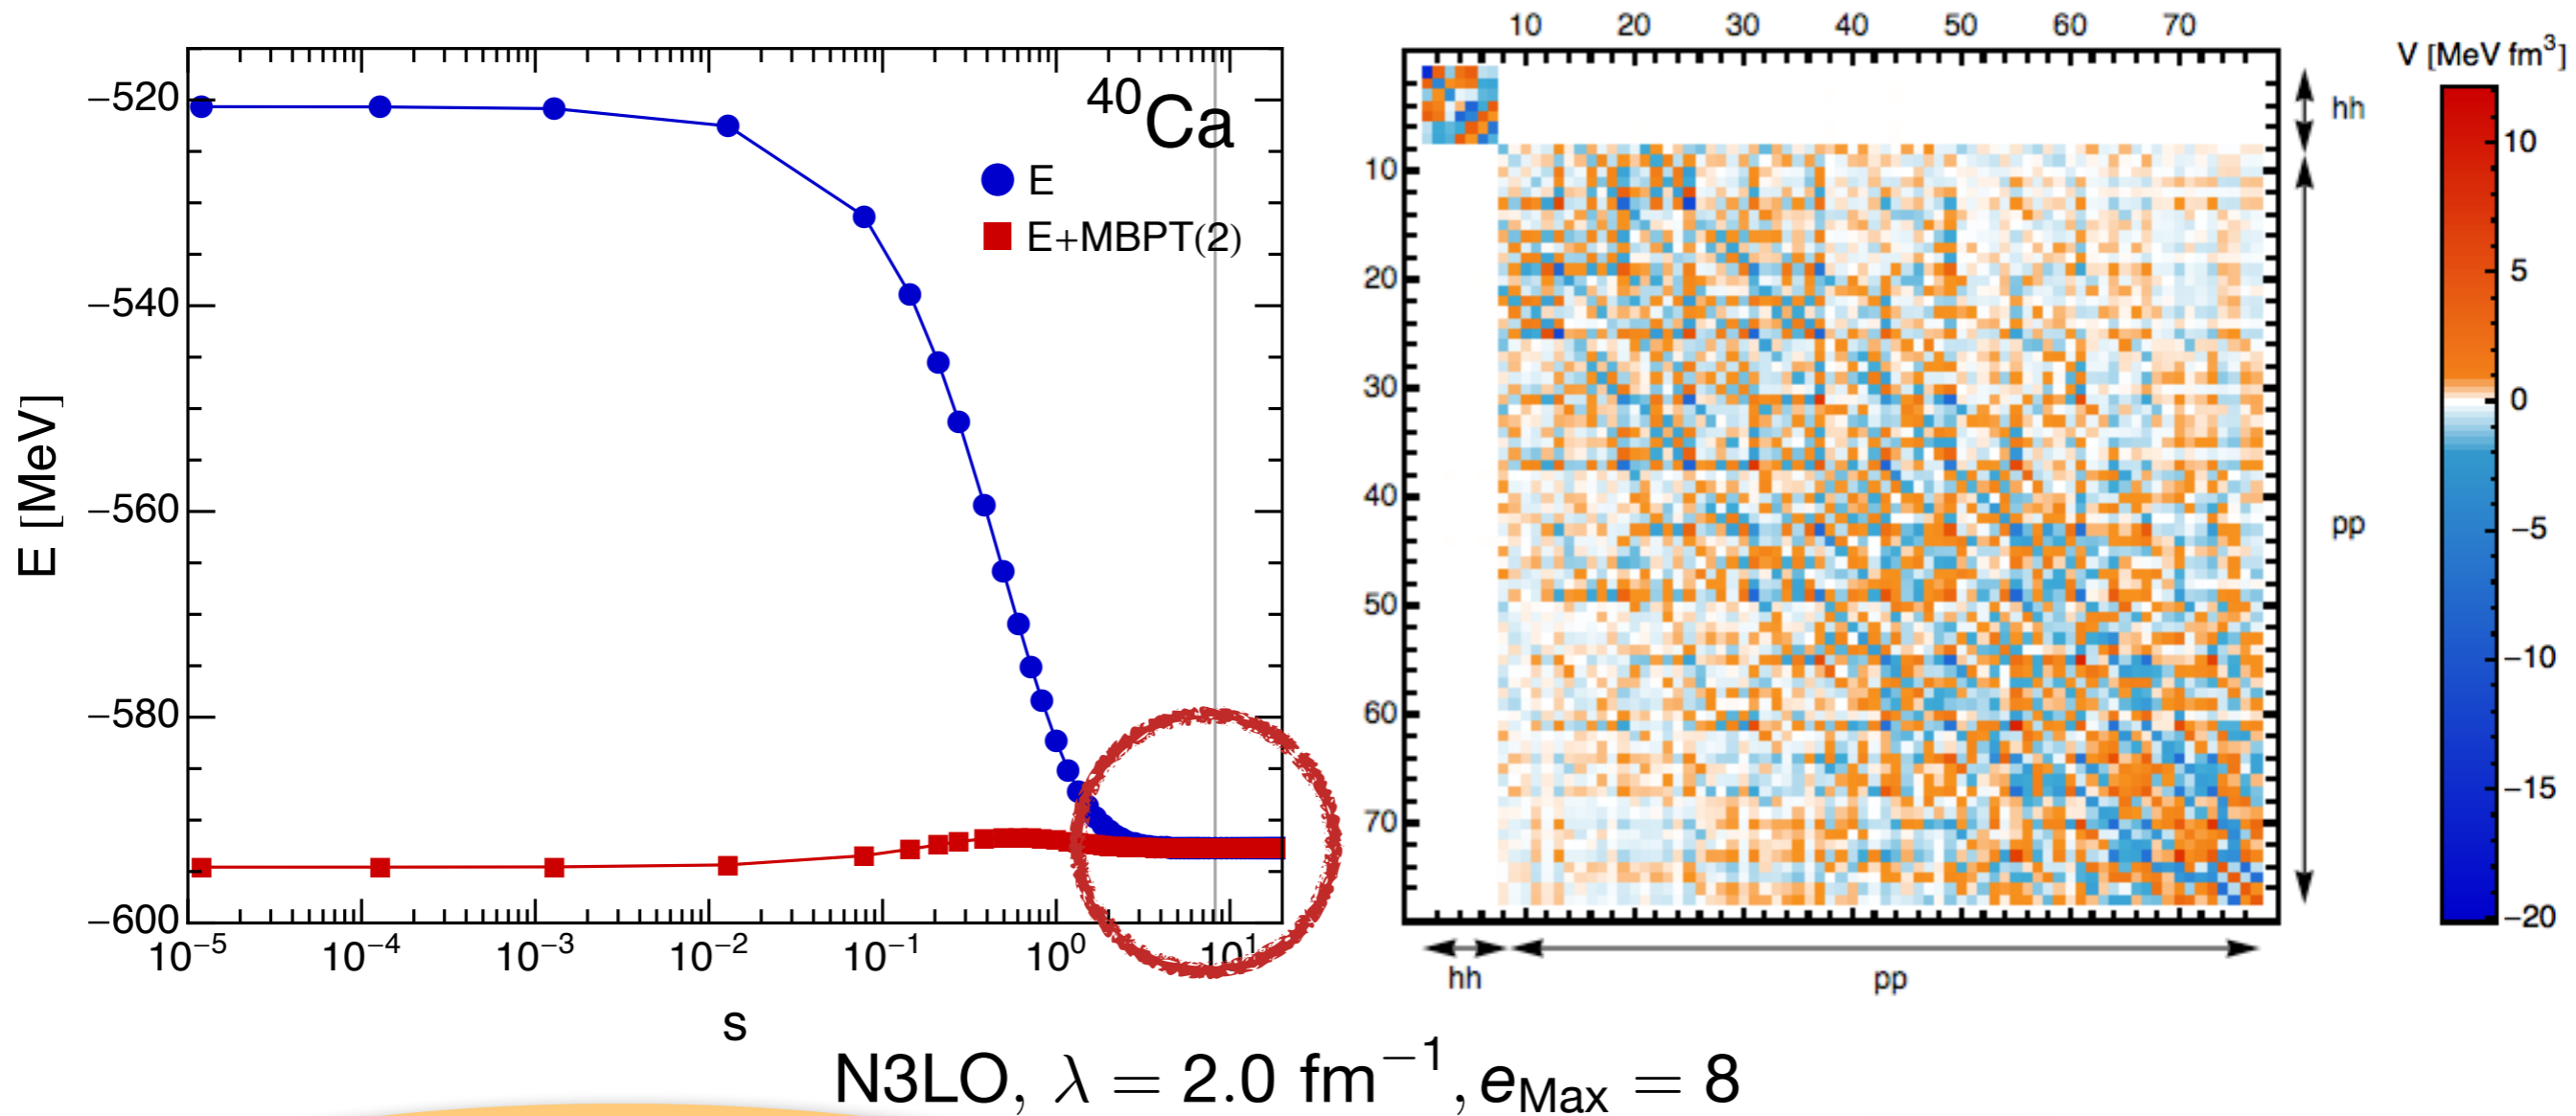 10 20 30 40 50 60 70
V [MeV fm³]
−520
⁴⁰Ca
E
E+MBPT(2)
−540
−560
−580
−600
E [MeV]
10⁻⁵ 10⁻⁴ 10⁻³ 10⁻² 10⁻¹ 10⁰ 10¹
s
10
20
30
40
50
60
70
hh
pp
hh pp
10
5
0
−5
−10
−15
−20
N3LO, λ = 2.0 fm⁻¹, eMax = 8